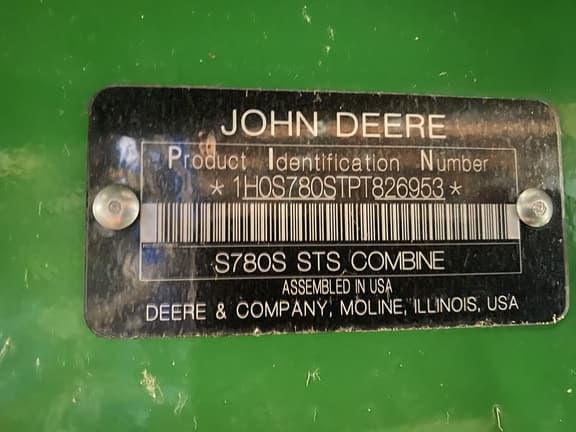 JOHN DEERE
Product Identification Number
*1H0S780STPT826953*
S780S STS COMBINE
ASSEMBLED IN USA
DEERE & COMPANY, MOLINE, ILLINOIS, USA